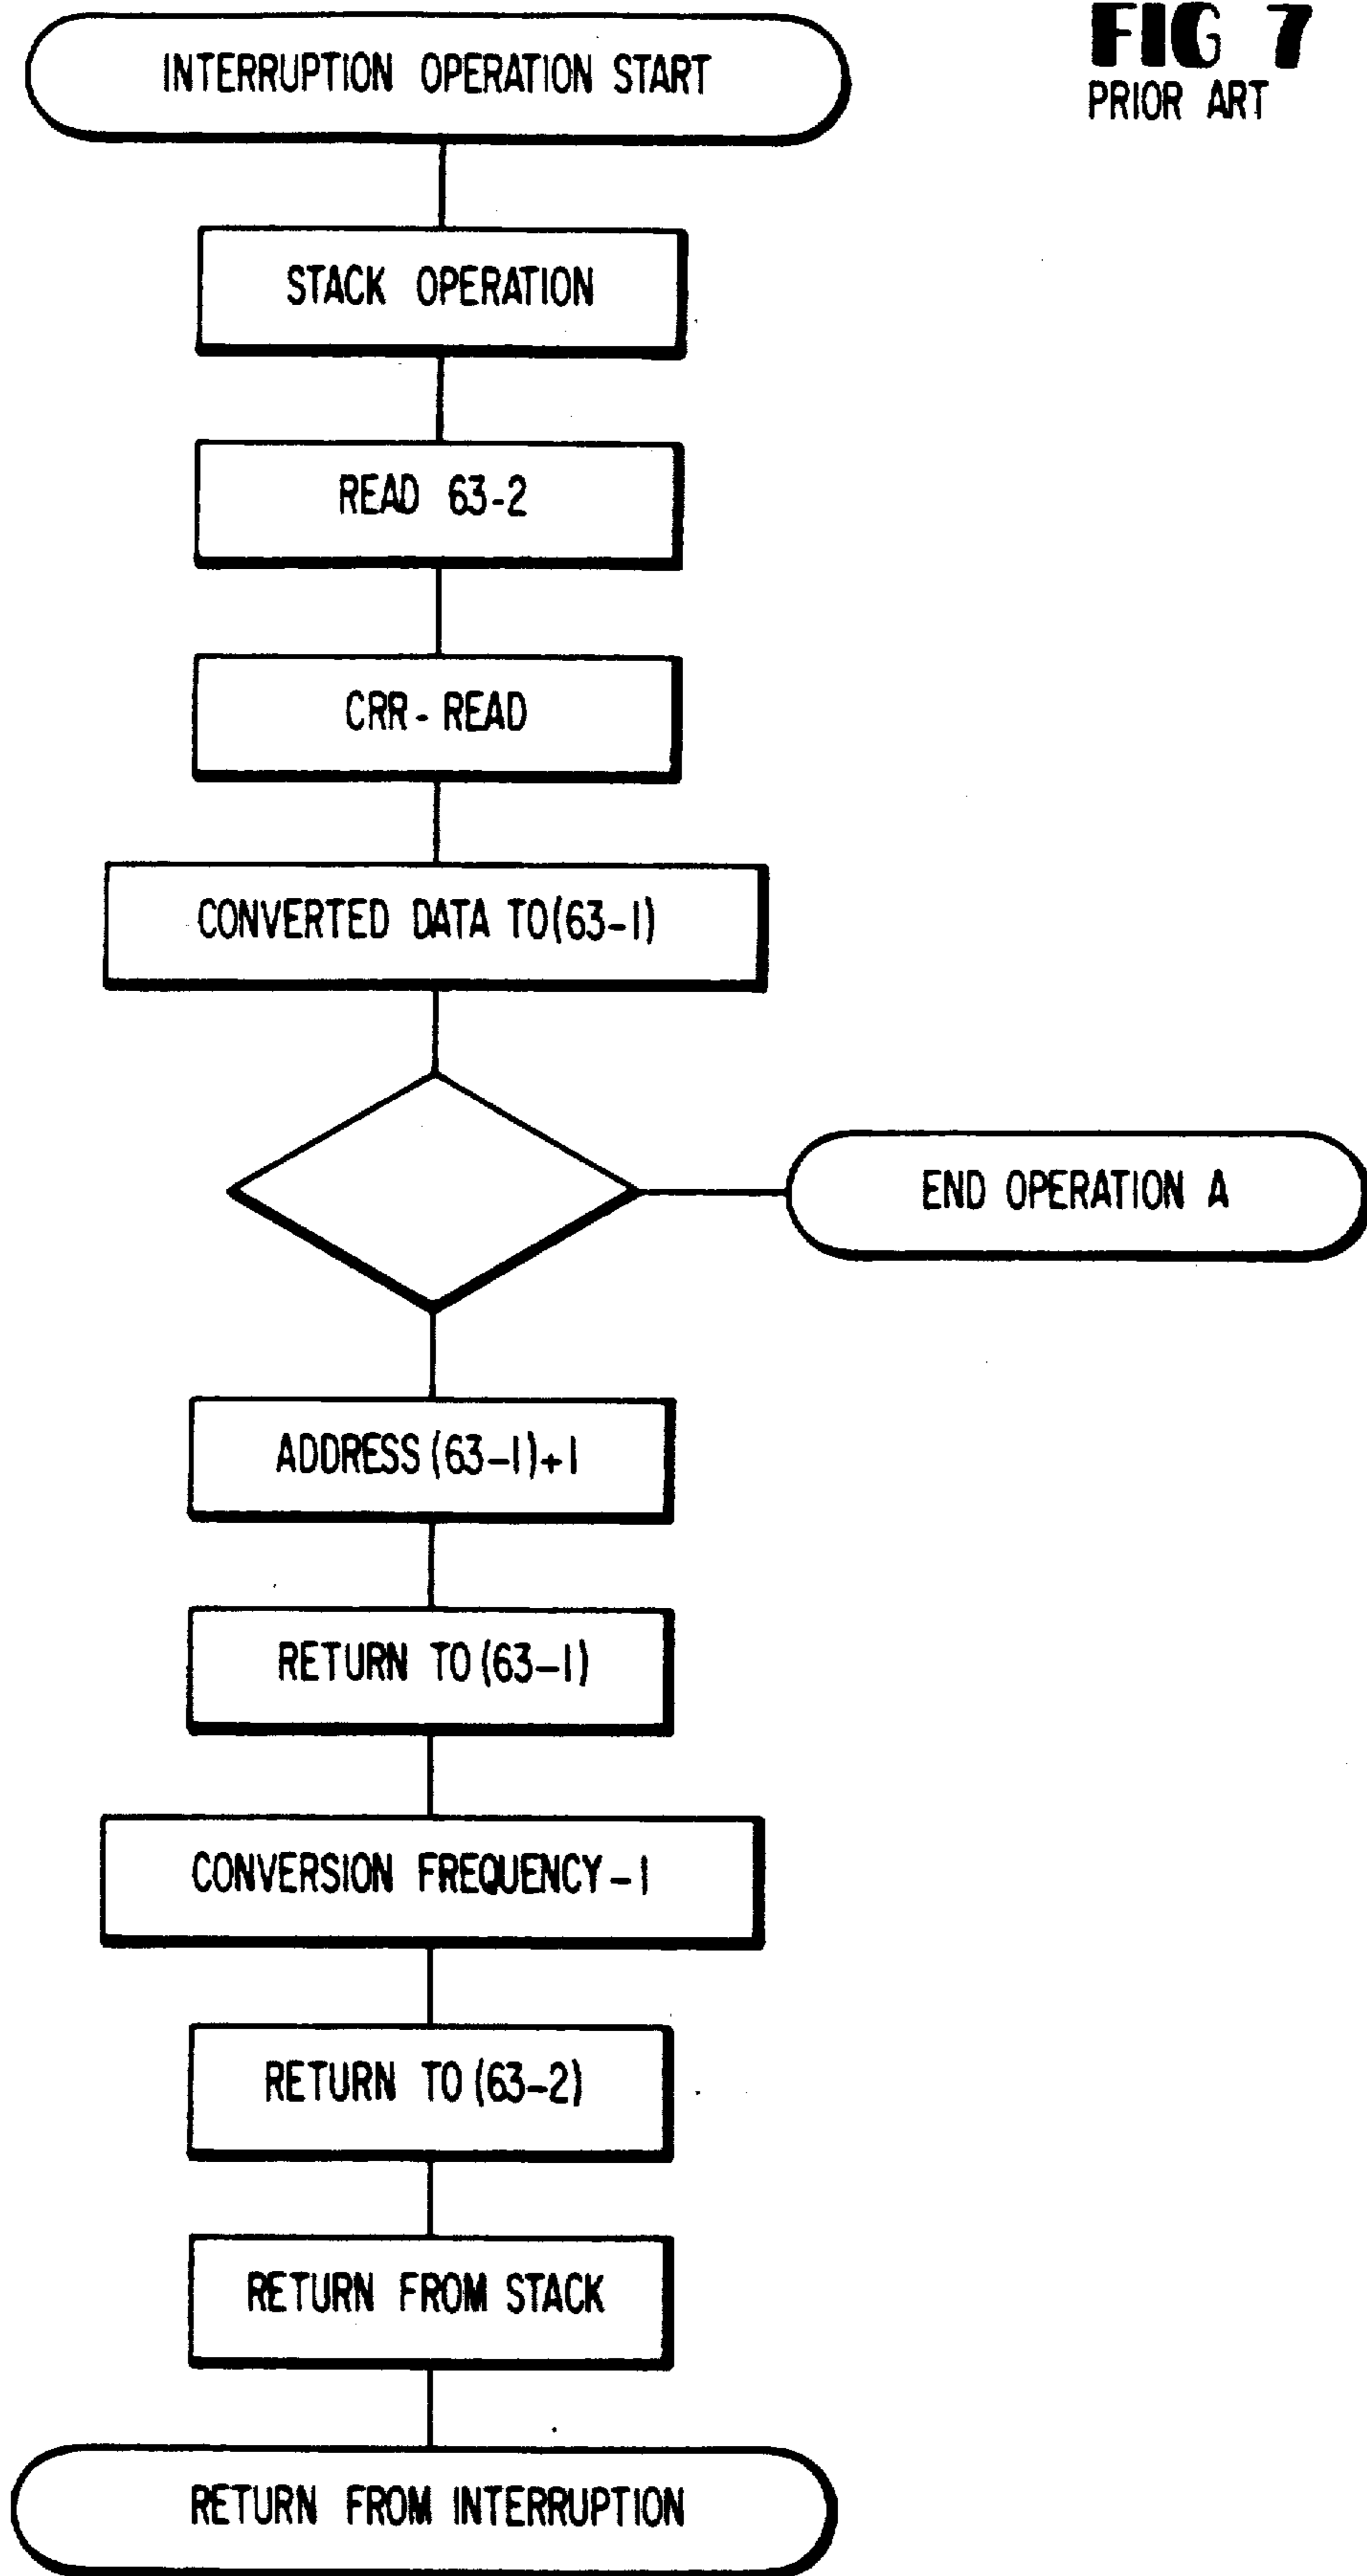 FIG 7
PRIOR ART
INTERRUPTION OPERATION START
STACK OPERATION
READ 63-2
CRR - READ
CONVERTED DATA TO (63-1)
END OPERATION A
ADDRESS (63-1)+1
RETURN TO (63-1)
CONVERSION FREQUENCY-1
RETURN TO (63-2)
RETURN FROM STACK
RETURN FROM INTERRUPTION